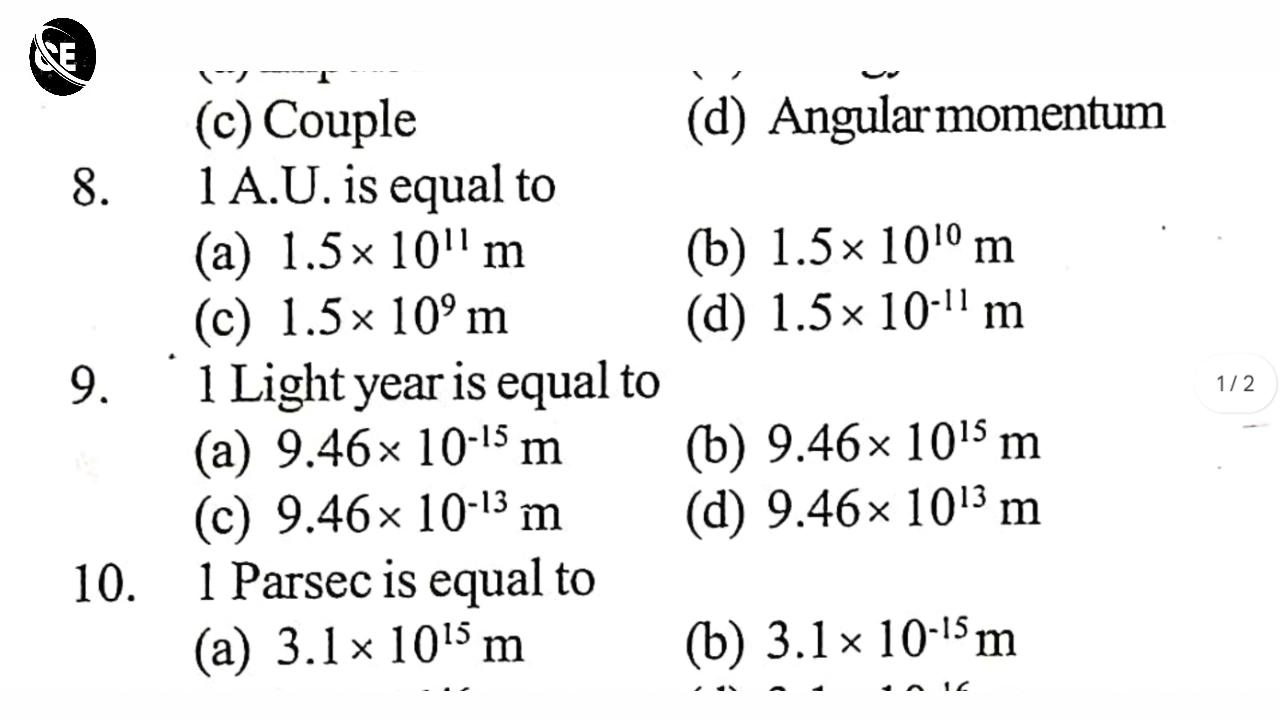 CE
(c) Couple (d) Angular momentum
8. 1 A.U. is equal to
(a) 1.5 × 10¹¹ m (b) 1.5 × 10¹⁰ m
(c) 1.5 × 10⁹ m (d) 1.5 × 10⁻¹¹ m
9. 1 Light year is equal to
1 / 2
(a) 9.46 × 10⁻¹⁵ m (b) 9.46 × 10¹⁵ m
(c) 9.46 × 10⁻¹³ m (d) 9.46 × 10¹³ m
10. 1 Parsec is equal to
(a) 3.1 × 10¹⁵ m (b) 3.1 × 10⁻¹⁵ m